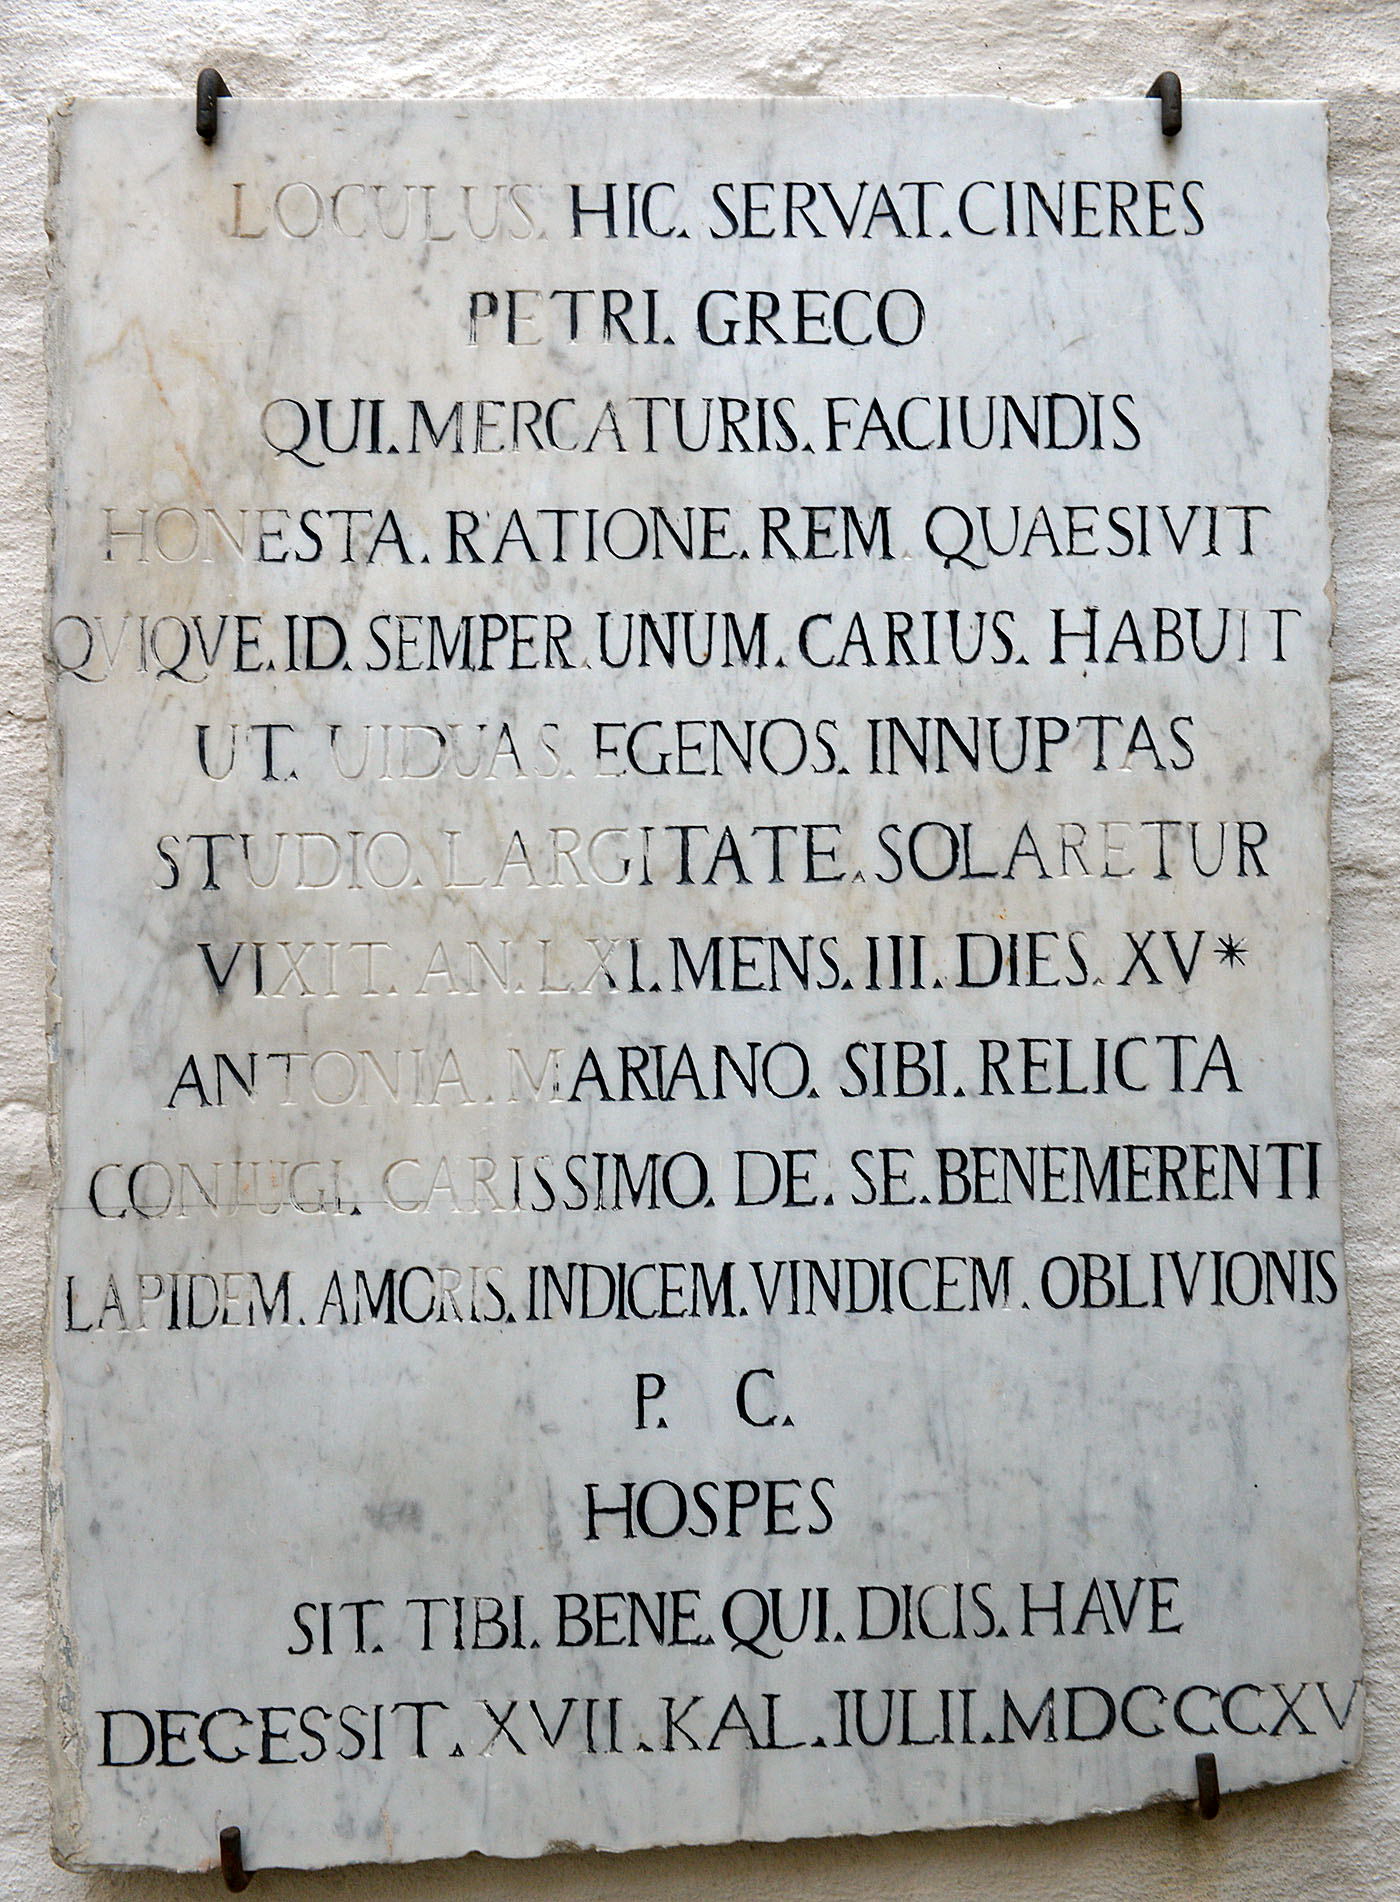 LOCULUS. HIC. SERVAT. CINERES
PETRI. GRECO
QUI. MERCATURIS. FACIUNDIS
HONESTA. RATIONE. REM. QUAESIVIT
QVIQVE. ID. SEMPER. UNUM. CARIUS. HABUIT
UT. UIDUAS. EGENOS. INNUPTAS
STUDIO. LARGITATE. SOLARETUR
VIXIT. AN. LXI. MENS. III. DIES. XV*
ANTONIA. MARIANO. SIBI. RELICTA
CONJUGI. CARISSIMO. DE. SE. BENEMERENTI
LAPIDEM. AMORIS. INDICEM. VINDICEM. OBLIVIONIS
P. C.
HOSPES
SIT. TIBI. BENE. QUI. DICIS. HAVE
DECESSIT. XVII. KAL. IULII. MDCCCXV